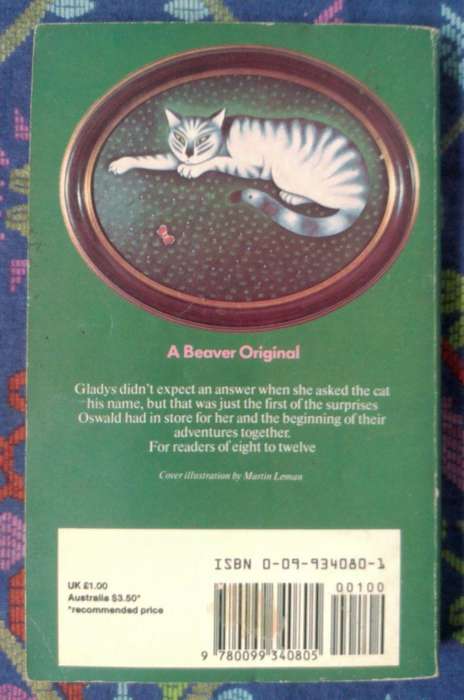 A Beaver Original
Gladys didn't expect an answer when she asked the cat
his name, but that was just the first of the surprises
Oswald had in store for her and the beginning of their
adventures together.
For readers of eight to twelve
Cover illustration by Martin Leman
ISBN 0-09-934080-1
UK £1.00
Australia $3.50*
*recommended price
00100
9 780099 340805